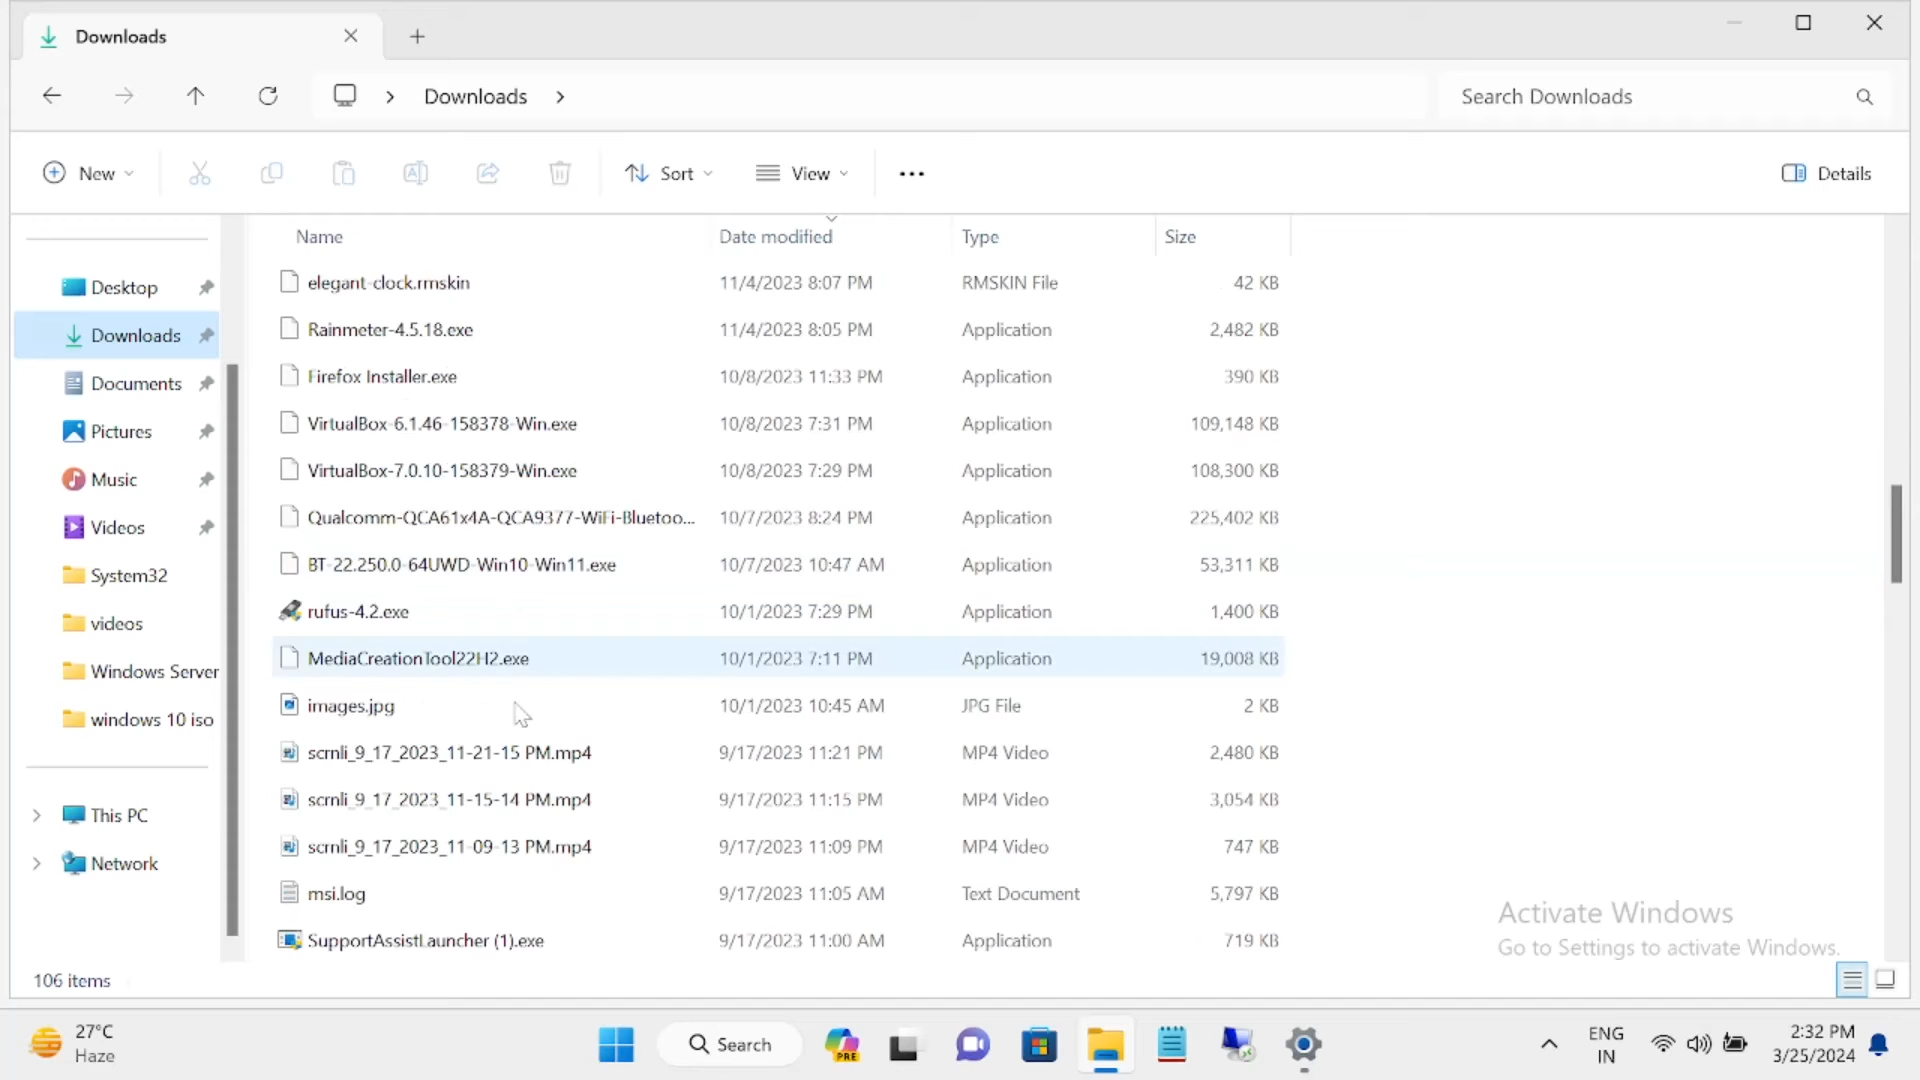 Downloads
Downloads
Search Downloads
New
Sort
View
Details
Name Date modified Type Size
elegant-clock.rmskin 11/4/2023 8:07 PM RMSKIN File 42 KB
Rainmeter-4.5.18.exe 11/4/2023 8:05 PM Application 2,482 KB
Firefox Installer.exe 10/8/2023 11:33 PM Application 390 KB
VirtualBox-6.1.46-158378-Win.exe 10/8/2023 7:31 PM Application 109,148 KB
VirtualBox-7.0.10-158379-Win.exe 10/8/2023 7:29 PM Application 108,300 KB
Qualcomm-QCA61x4A-QCA9377-WiFi-Bluetoo... 10/7/2023 8:24 PM Application 225,402 KB
BT-22.250.0-64UWD-Win10-Win11.exe 10/7/2023 10:47 AM Application 53,311 KB
rufus-4.2.exe 10/1/2023 7:29 PM Application 1,400 KB
MediaCreationTool22H2.exe 10/1/2023 7:11 PM Application 19,008 KB
images.jpg 10/1/2023 10:45 AM JPG File 2 KB
scrnli_9_17_2023_11-21-15 PM.mp4 9/17/2023 11:21 PM MP4 Video 2,480 KB
scrnli_9_17_2023_11-15-14 PM.mp4 9/17/2023 11:15 PM MP4 Video 3,054 KB
scrnli_9_17_2023_11-09-13 PM.mp4 9/17/2023 11:09 PM MP4 Video 747 KB
msi.log 9/17/2023 11:05 AM Text Document 5,797 KB
SupportAssistLauncher (1).exe 9/17/2023 11:00 AM Application 719 KB
Desktop
Downloads
Documents
Pictures
Music
Videos
System32
videos
Windows Server
windows 10 iso
This PC
Network
Activate Windows
Go to Settings to activate Windows.
106 items
27°C
Haze
Search
PRE
ENG
IN
2:32 PM
3/25/2024